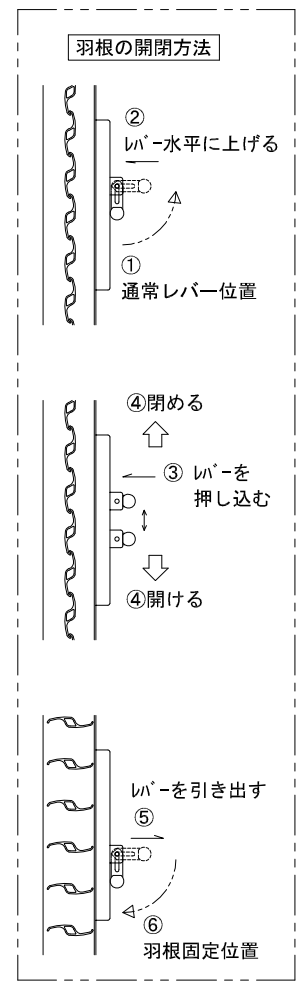 羽根の開閉方法
②
ﾚﾊﾞｰ水平に上げる
①
通常レバー位置
④閉める
③ ﾚﾊﾞｰを
押し込む
④開ける
ﾚﾊﾞｰを引き出す
⑤
⑥
羽根固定位置